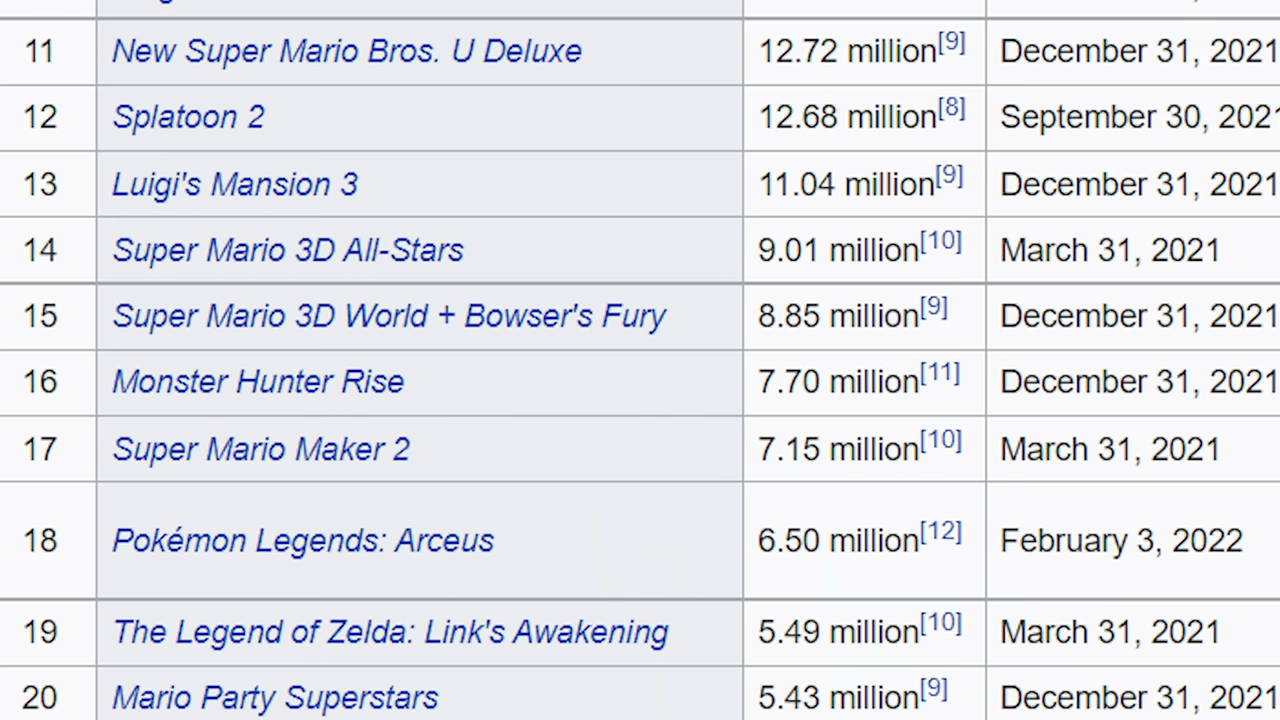 11 New Super Mario Bros. U Deluxe 12.72 million[9] December 31, 2021
12 Splatoon 2 12.68 million[8] September 30, 2021
13 Luigi's Mansion 3 11.04 million[9] December 31, 2021
14 Super Mario 3D All-Stars 9.01 million[10] March 31, 2021
15 Super Mario 3D World + Bowser's Fury 8.85 million[9] December 31, 2021
16 Monster Hunter Rise 7.70 million[11] December 31, 2021
17 Super Mario Maker 2 7.15 million[10] March 31, 2021
18 Pokémon Legends: Arceus 6.50 million[12] February 3, 2022
19 The Legend of Zelda: Link's Awakening 5.49 million[10] March 31, 2021
20 Mario Party Superstars 5.43 million[9] December 31, 2021